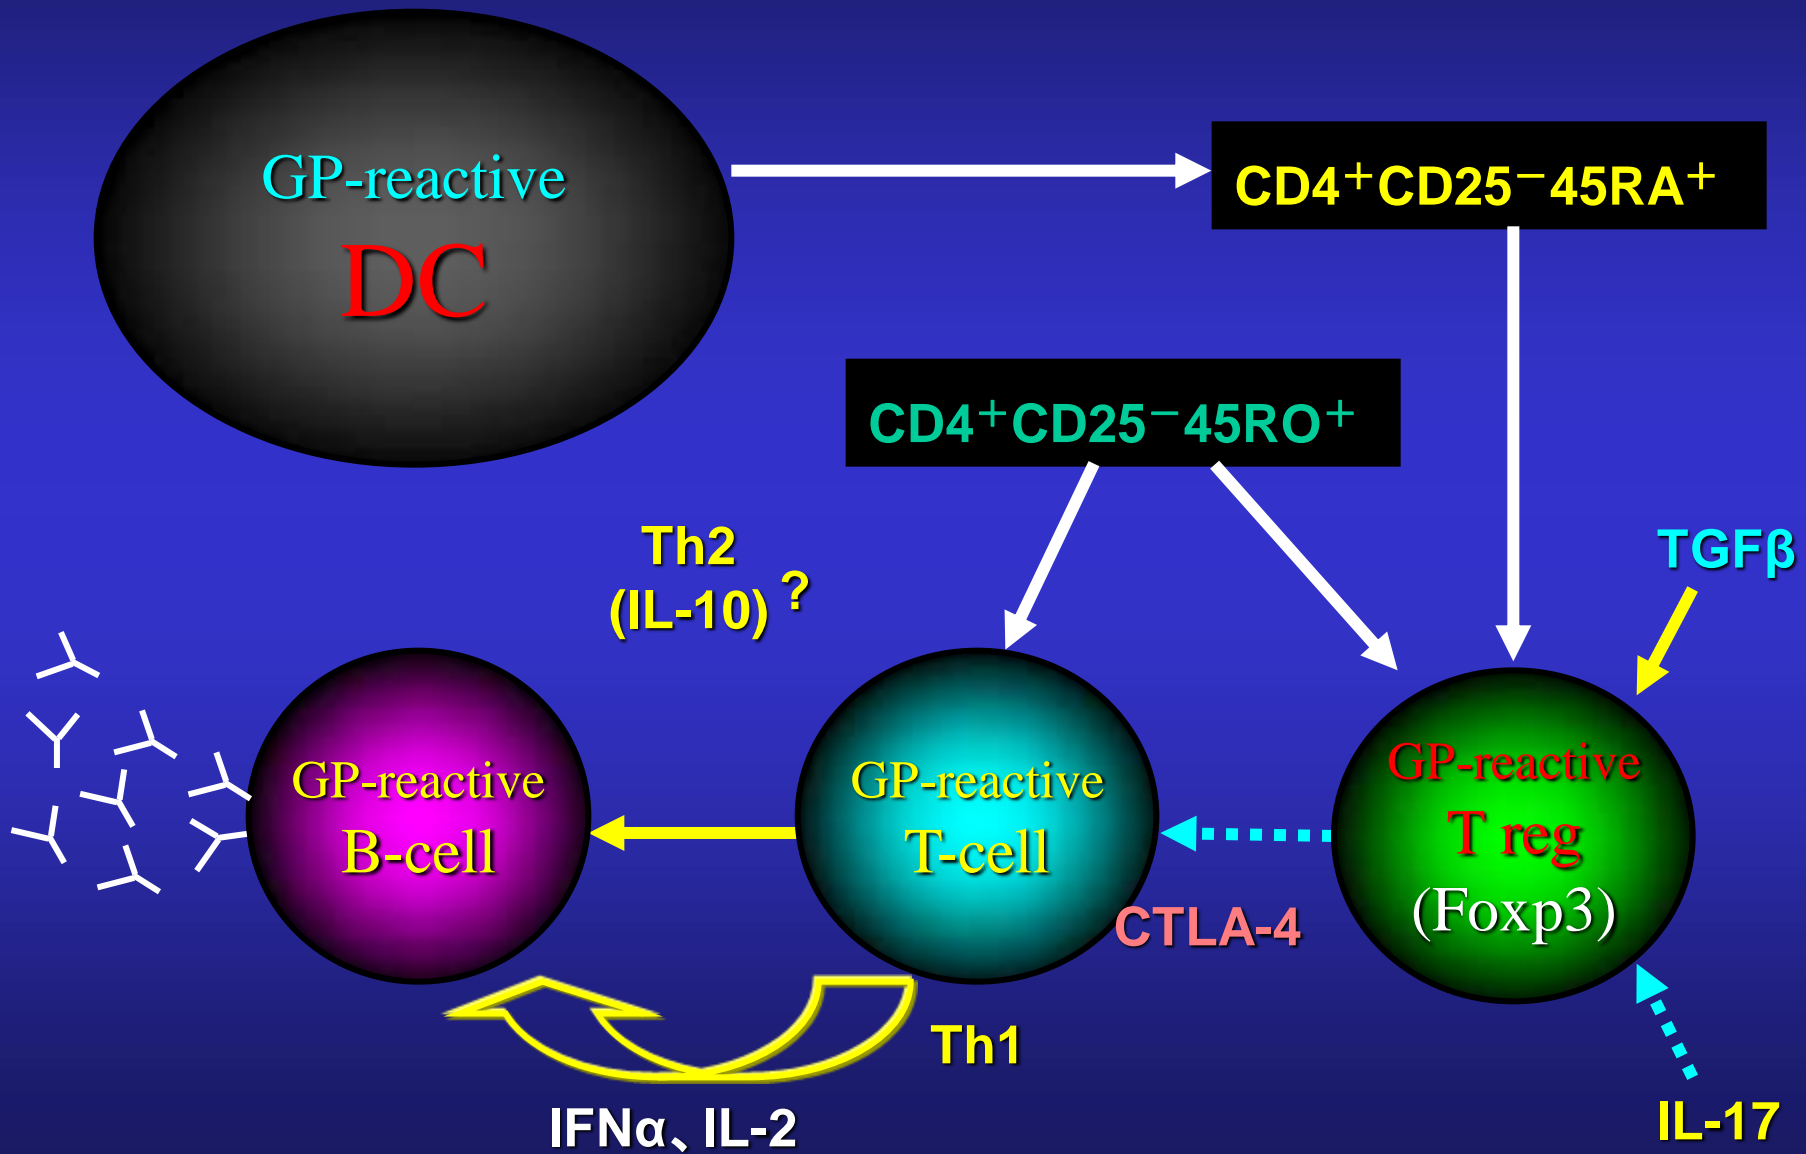 GP-reactive
DC
CD4⁺CD25⁻45RA⁺
CD4⁺CD25⁻45RO⁺
Th2
(IL-10) ?
TGFβ
GP-reactive
B-cell
GP-reactive
T-cell
GP-reactive
T reg
(Foxp3)
CTLA-4
Th1
IFNα、IL-2
IL-17